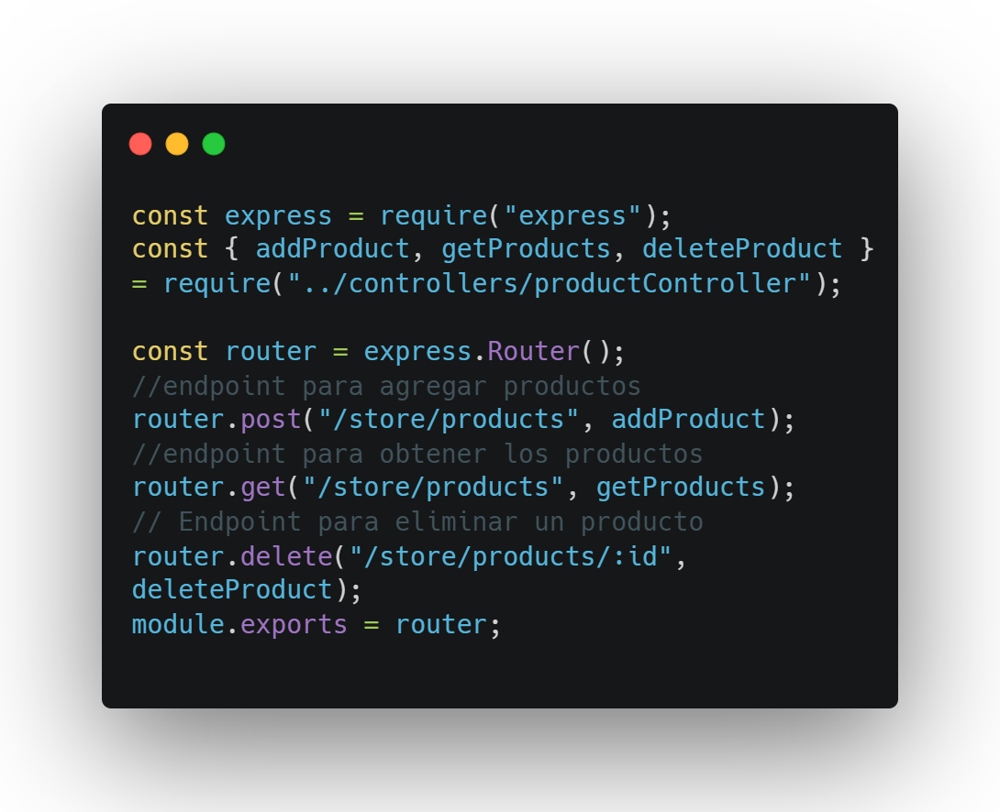 const express = require("express");
const { addProduct, getProducts, deleteProduct }
= require("../controllers/productController");

const router = express.Router();
//endpoint para agregar productos
router.post("/store/products", addProduct);
//endpoint para obtener los productos
router.get("/store/products", getProducts);
// Endpoint para eliminar un producto
router.delete("/store/products/:id",
deleteProduct);
module.exports = router;